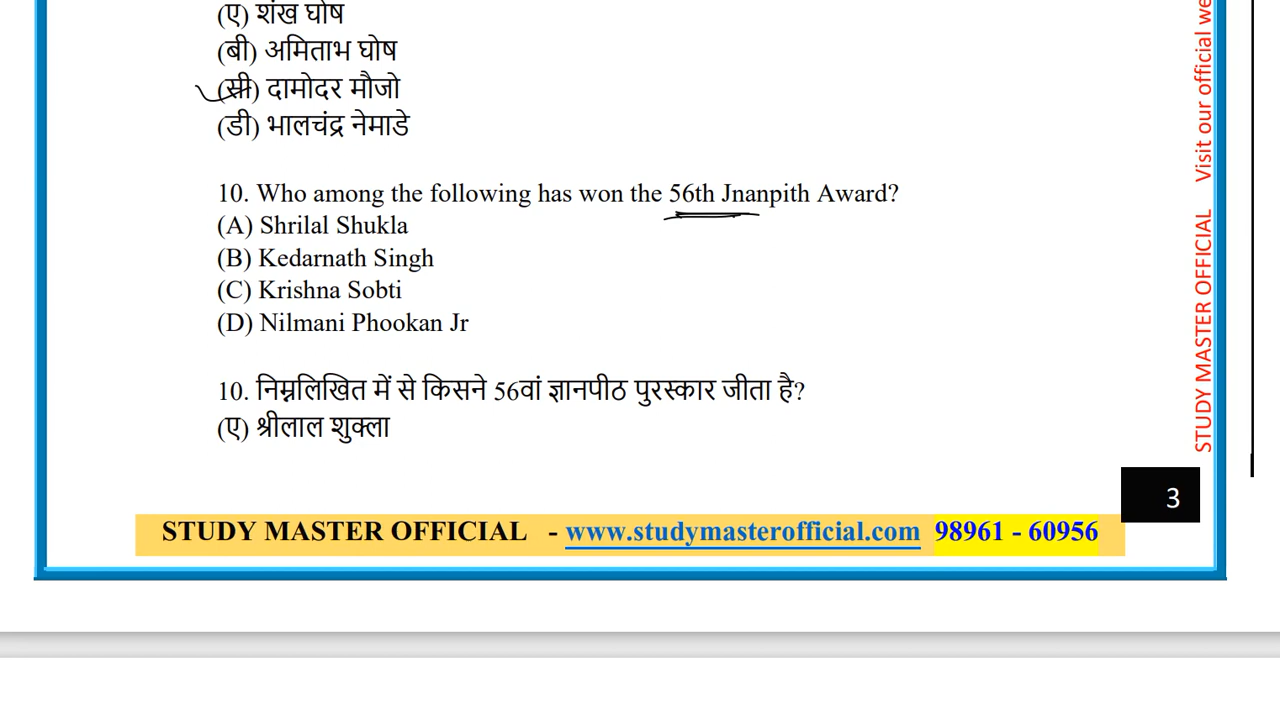 (ए) शंख घोष
(बी) अमिताभ घोष
(सी) दामोदर मौजो
(डी) भालचंद्र नेमाडे
10. Who among the following has won the 56th Jnanpith Award?
(A) Shrilal Shukla
(B) Kedarnath Singh
(C) Krishna Sobti
(D) Nilmani Phookan Jr
10. निम्नलिखित में से किसने 56वां ज्ञानपीठ पुरस्कार जीता है?
(ए) श्रीलाल शुक्ला
3
STUDY MASTER OFFICIAL - www.studymasterofficial.com 98961 - 60956
STUDY MASTER OFFICIAL Visit our official we